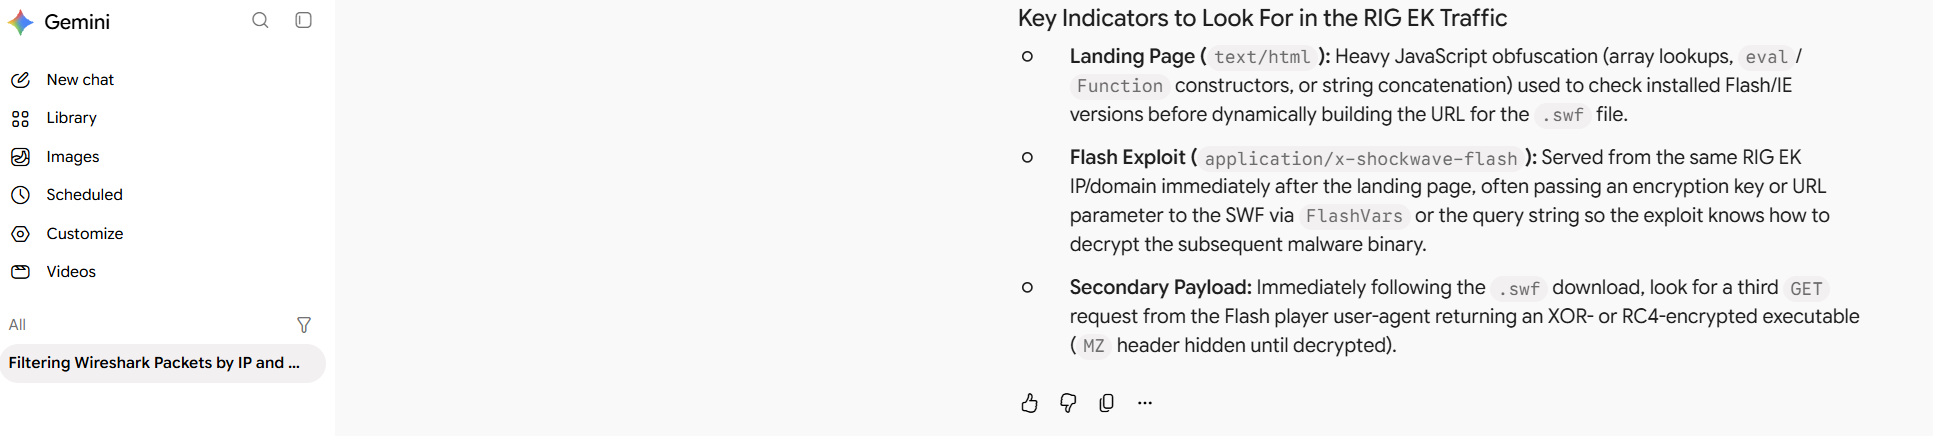 Gemini
New chat
Library
Images
Scheduled
Customize
Videos
All
Filtering Wireshark Packets by IP and ...
Key Indicators to Look For in the RIG EK Traffic
Landing Page ( text/html ): Heavy JavaScript obfuscation (array lookups, eval /
Function constructors, or string concatenation) used to check installed Flash/IE
versions before dynamically building the URL for the .swf file.
Flash Exploit ( application/x-shockwave-flash ): Served from the same RIG EK
IP/domain immediately after the landing page, often passing an encryption key or URL
parameter to the SWF via FlashVars or the query string so the exploit knows how to
decrypt the subsequent malware binary.
Secondary Payload: Immediately following the .swf download, look for a third GET
request from the Flash player user-agent returning an XOR- or RC4-encrypted executable
( MZ header hidden until decrypted).